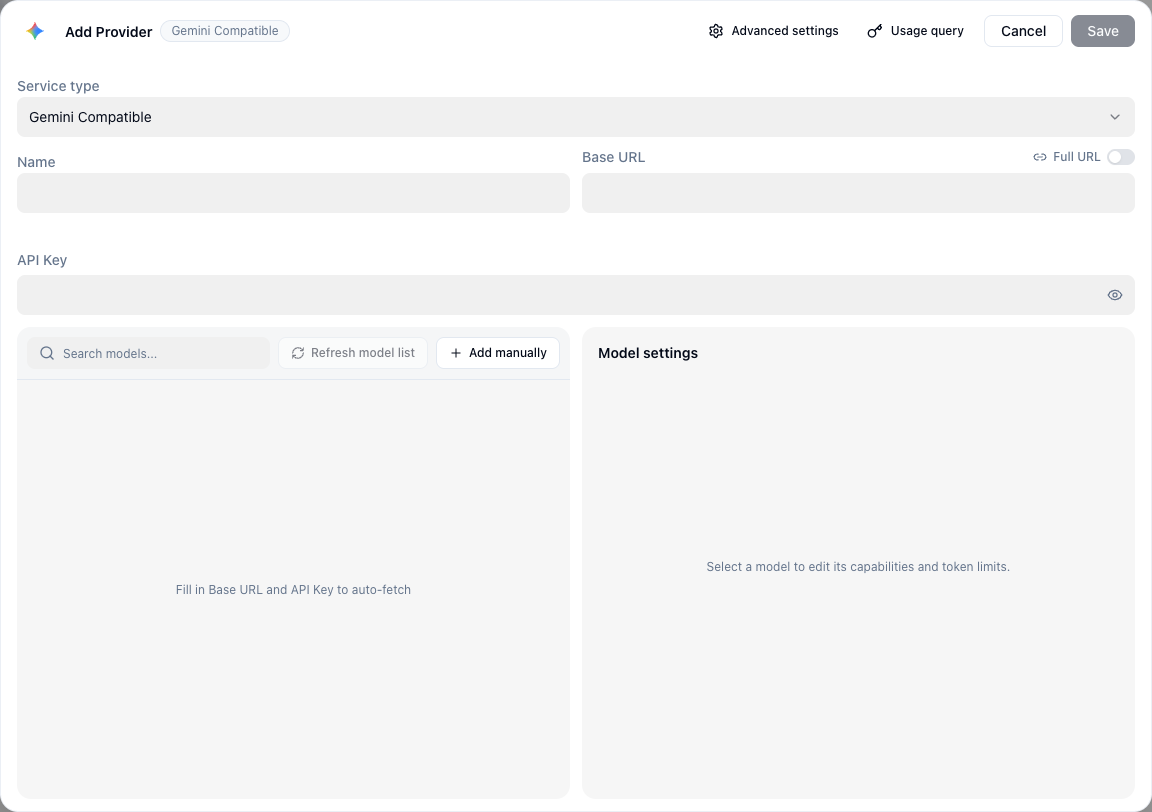 Add Provider
Gemini Compatible
Advanced settings
Usage query
Cancel
Save
Service type
Gemini Compatible
Name
Base URL
Full URL
API Key
Search models...
Refresh model list
Add manually
Model settings
Fill in Base URL and API Key to auto-fetch
Select a model to edit its capabilities and token limits.